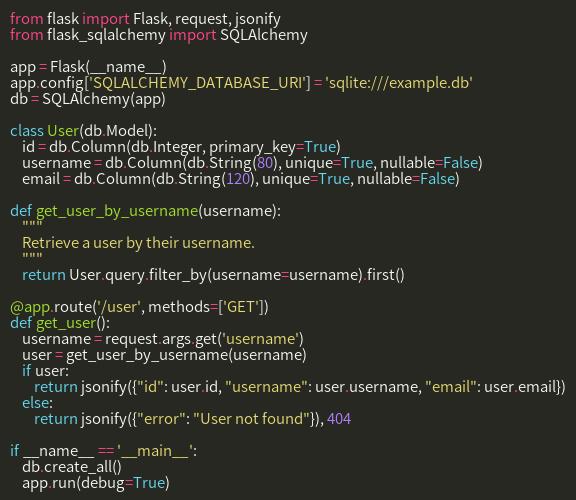 from flask import Flask, request, jsonify
from flask_sqlalchemy import SQLAlchemy

app = Flask(__name__)
app.config['SQLALCHEMY_DATABASE_URI'] = 'sqlite:///example.db'
db = SQLAlchemy(app)

class User(db.Model):
    id = db.Column(db.Integer, primary_key=True)
    username = db.Column(db.String(80), unique=True, nullable=False)
    email = db.Column(db.String(120), unique=True, nullable=False)

def get_user_by_username(username):
    """
    Retrieve a user by their username.
    """
    return User.query.filter_by(username=username).first()

@app.route('/user', methods=['GET'])
def get_user():
    username = request.args.get('username')
    user = get_user_by_username(username)
    if user:
        return jsonify({"id": user.id, "username": user.username, "email": user.email})
    else:
        return jsonify({"error": "User not found"}), 404

if __name__ == '__main__':
    db.create_all()
    app.run(debug=True)